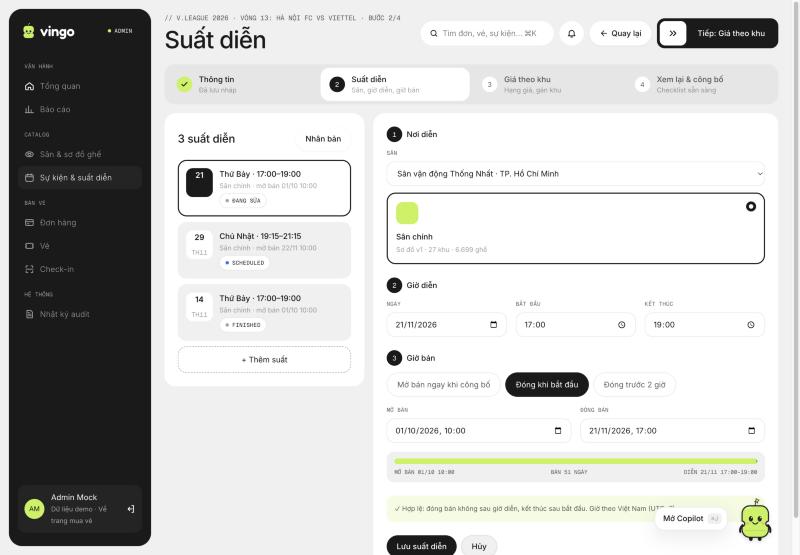 vingo
ADMIN
VẬN HÀNH
Tổng quan
Báo cáo
CATALOG
Sân & sơ đồ ghế
Sự kiện & suất diễn
BÁN VÉ
Đơn hàng
Vé
Check-in
HỆ THỐNG
Nhật ký audit
AM
Admin Mock
Dữ liệu demo · Về
trang mua vé
// V.LEAGUE 2026 · VÒNG 13: HÀ NỘI FC VS VIETTEL · BƯỚC 2/4
Suất diễn
Tìm đơn, vé, sự kiện... ⌘K
← Quay lại
Tiếp: Giá theo khu
Thông tin
Đã lưu nháp
2
Suất diễn
Sân, giờ diễn, giờ bán
3
Giá theo khu
Hạng giá, gán khu
4
Xem lại & công bố
Checklist sẵn sàng
3 suất diễn
Nhân bản
21
Thứ Bảy · 17:00–19:00
Sân chính · mở bán 01/10 10:00
ĐANG SỬA
29
TH11
Chủ Nhật · 19:15–21:15
Sân chính · mở bán 22/11 10:00
SCHEDULED
14
TH11
Thứ Bảy · 17:00–19:00
Sân chính · mở bán 01/10 10:00
FINISHED
+ Thêm suất
1
Nơi diễn
SÂN
Sân vận động Thống Nhất · TP. Hồ Chí Minh
Sân chính
Sơ đồ v1 · 27 khu · 6.699 ghế
2
Giờ diễn
NGÀY
BẮT ĐẦU
KẾT THÚC
21/11/2026
17:00
19:00
3
Giờ bán
Mở bán ngay khi công bố
Đóng khi bắt đầu
Đóng trước 2 giờ
MỞ BÁN
ĐÓNG BÁN
01/10/2026, 10:00
21/11/2026, 17:00
MỞ BÁN 01/10 10:00
BÁN 51 NGÀY
DIỄN 21/11 17:00–19:00
✓ Hợp lệ: đóng bán không sau giờ diễn, kết thúc sau bắt đầu. Giờ theo Việt Nam
Mở Copilot
⌘J
Lưu suất diễn
Hủy